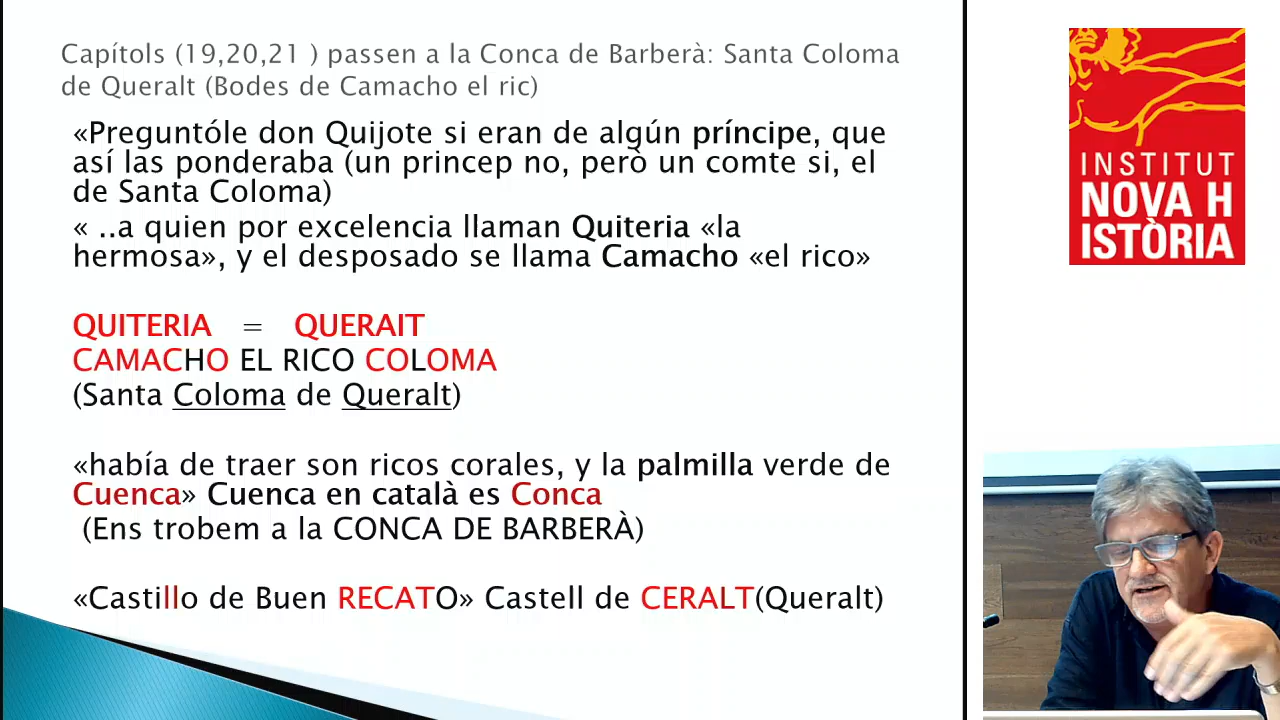 Capítols (19,20,21 ) passen a la Conca de Barberà: Santa Coloma
de Queralt (Bodes de Camacho el ric)
«Preguntóle don Quijote si eran de algún príncipe, que
así las ponderaba (un princep no, però un comte si, el
de Santa Coloma)
« ..a quien por excelencia llaman Quiteria «la
hermosa», y el desposado se llama Camacho «el rico»
QUITERIA = QUERAIT
CAMACHO EL RICO COLOMA
(Santa Coloma de Queralt)
«había de traer son ricos corales, y la palmilla verde de
Cuenca» Cuenca en català es Conca
(Ens trobem a la CONCA DE BARBERÀ)
«Castillo de Buen RECATO» Castell de CERALT(Queralt)
INSTITUT
NOVA H
ISTÒRIA